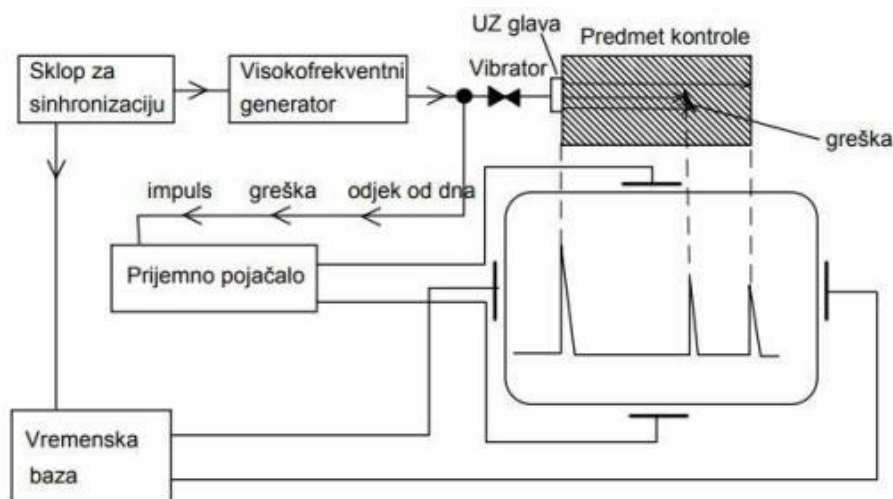 UZ glava
Predmet kontrole
Sklop za
sinhronizaciju
Visokofrekventni
generator
Vibrator
greška
impuls
greška
odjek od dna
Prijemno pojačalo
Vremenska
baza